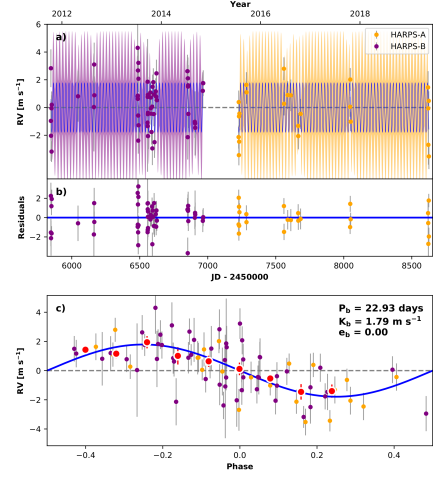 Year
2012
2014
2016
2018
a)
HARPS-A
HARPS-B
RV [m s⁻¹]
4
2
0
−2
b)
Residuals
2
0
−2
6000
6500
7000
7500
8000
8500
JD - 2450000
c)
P_b = 22.93 days
K_b = 1.79 m s⁻¹
e_b = 0.00
RV [m s⁻¹]
4
2
0
−2
−4
−0.4
−0.2
0.0
0.2
0.4
Phase